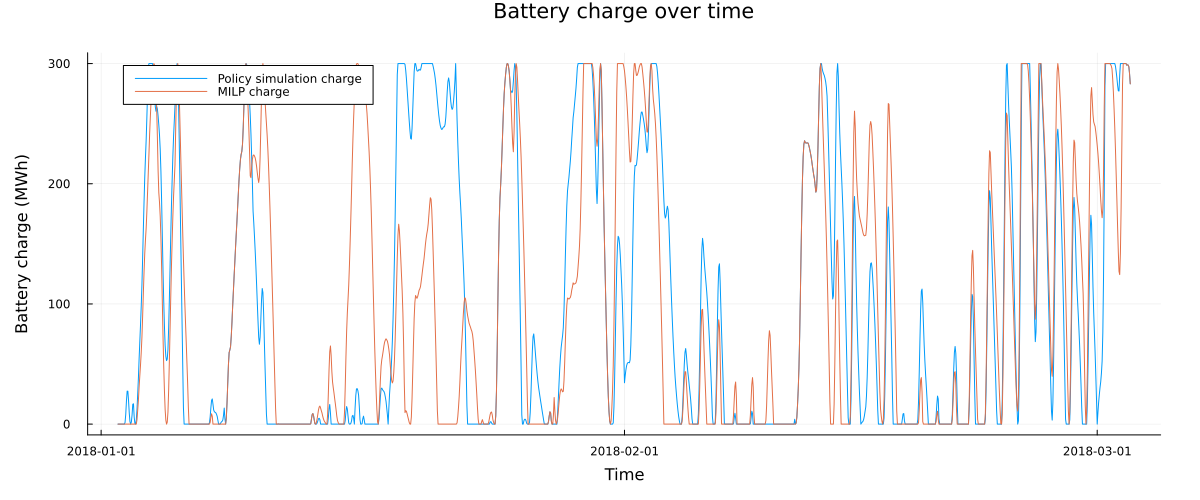 Battery charge over time
Policy simulation charge
MILP charge
Battery charge (MWh)
300
200
100
0
2018-01-01
2018-02-01
2018-03-01
Time